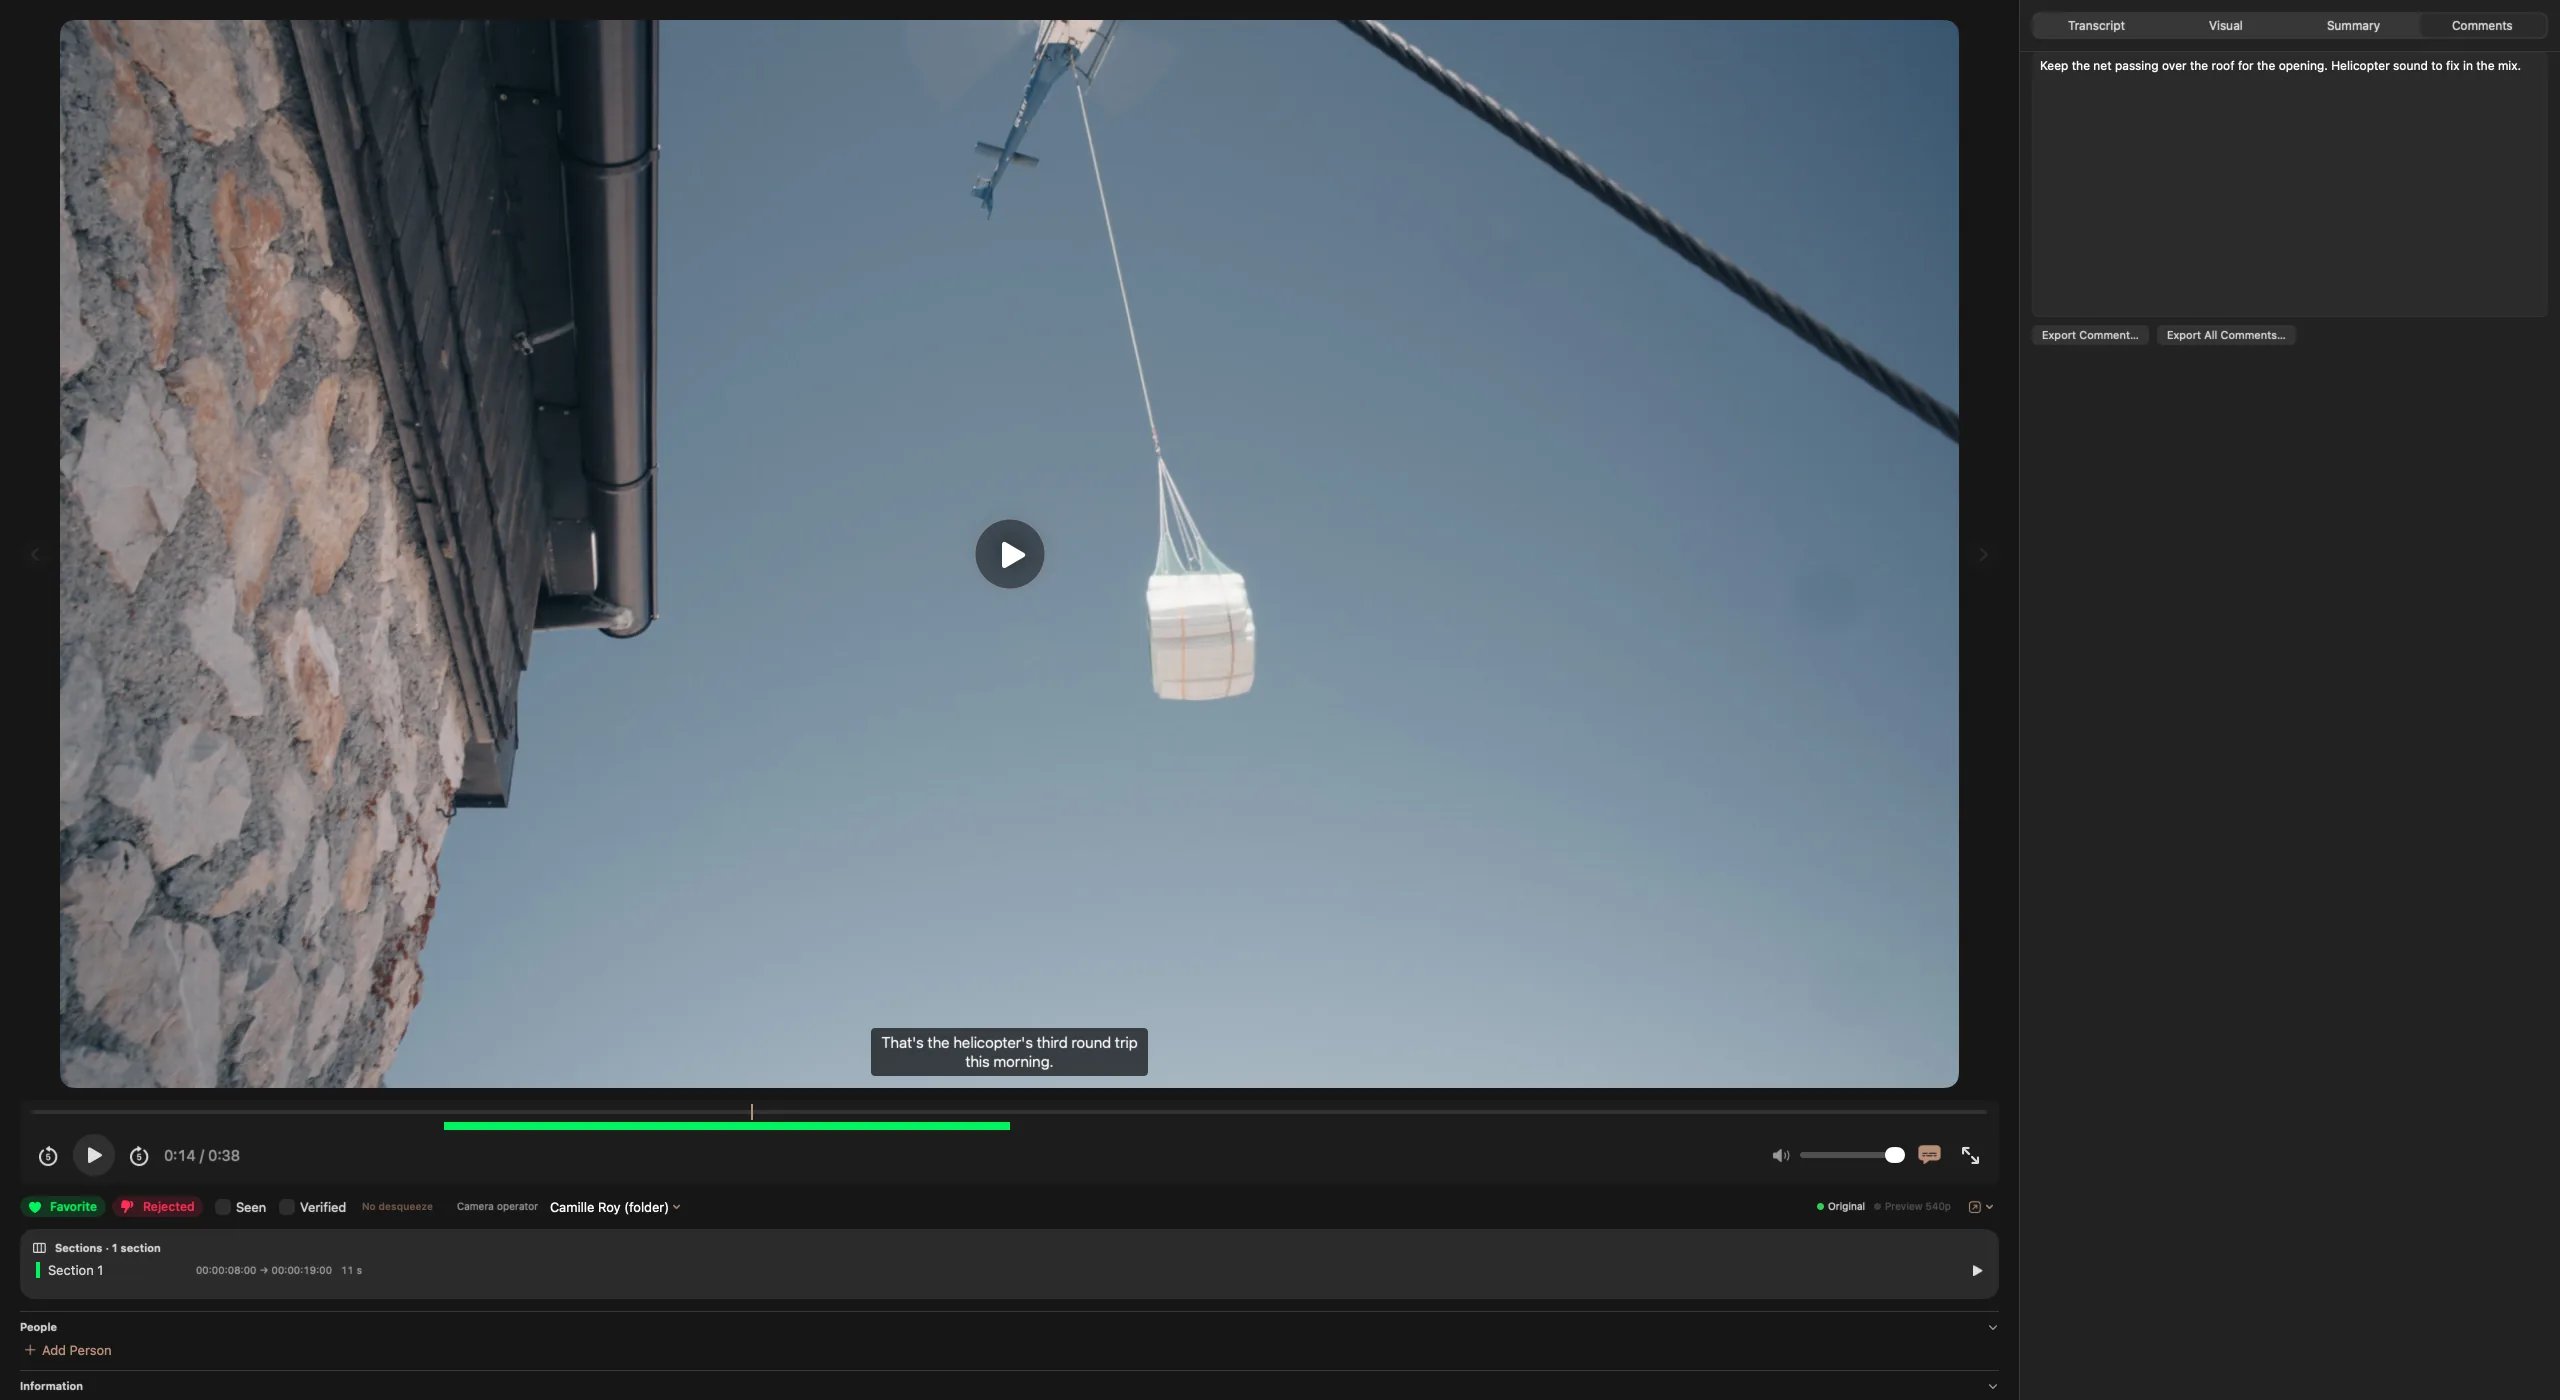 Transcript Visual Summary Comments
Keep the net passing over the roof for the opening. Helicopter sound to fix in the mix.
Export Comment... Export All Comments...
That's the helicopter's third round trip
this morning.
5 5 0:14 / 0:38
Favorite Rejected Seen Verified No desqueeze Camera operator Camille Roy (folder) Original Preview 540p
Sections · 1 section
Section 1 00:00:08:00 → 00:00:19:00 11 s
People
+ Add Person
Information